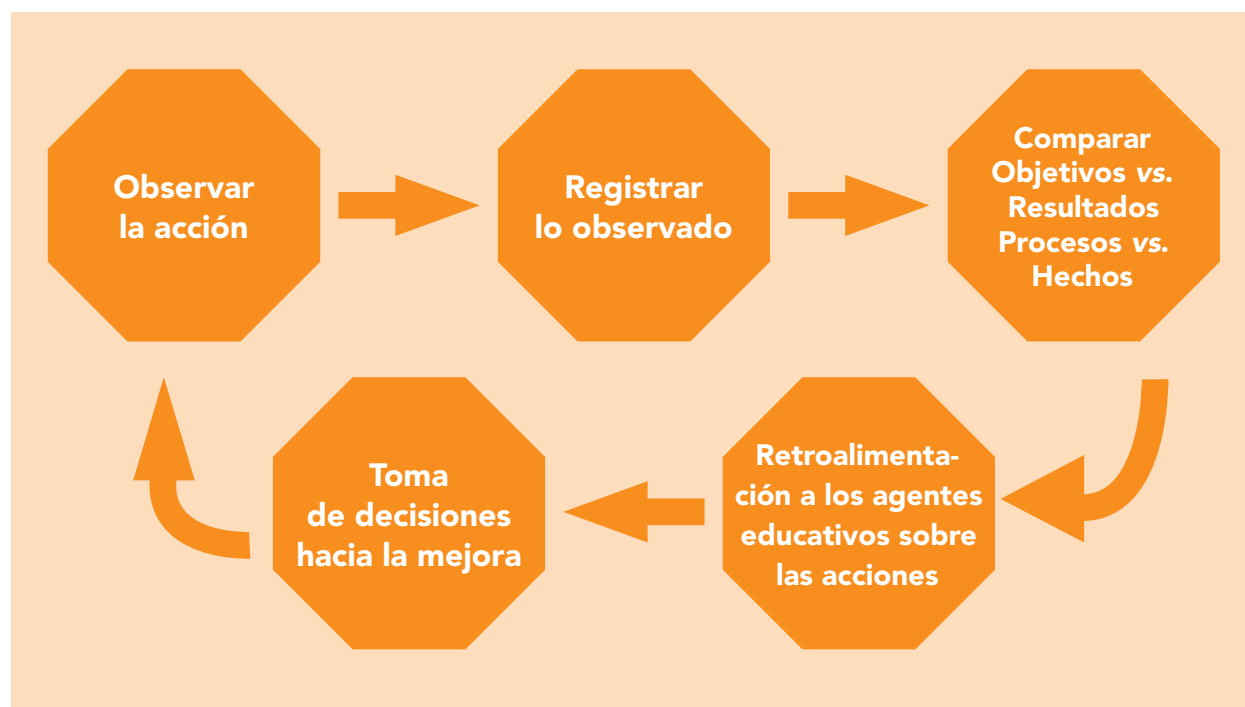 Observar
la acción
Registrar
lo observado
Comparar
Objetivos vs.
Resultados
Procesos vs.
Hechos
Retroalimenta-
ción a los agentes
educativos sobre
las acciones
Toma
de decisiones
hacia la mejora